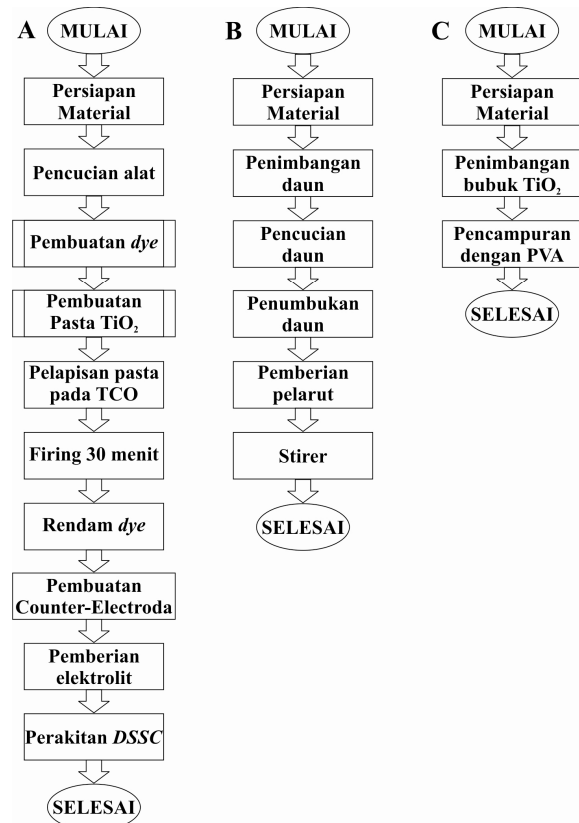 A
MULAI
Persiapan
Material
Pencucian alat
Pembuatan dye
Pembuatan
Pasta TiO₂
Pelapisan pasta
pada TCO
Firing 30 menit
Rendam dye
Pembuatan
Counter-Electroda
Pemberian
elektrolit
Perakitan DSSC
SELESAI
B
MULAI
Persiapan
Material
Penimbangan
daun
Pencucian
daun
Penumbukan
daun
Pemberian
pelarut
Stirer
SELESAI
C
MULAI
Persiapan
Material
Penimbangan
bubuk TiO₂
Pencampuran
dengan PVA
SELESAI